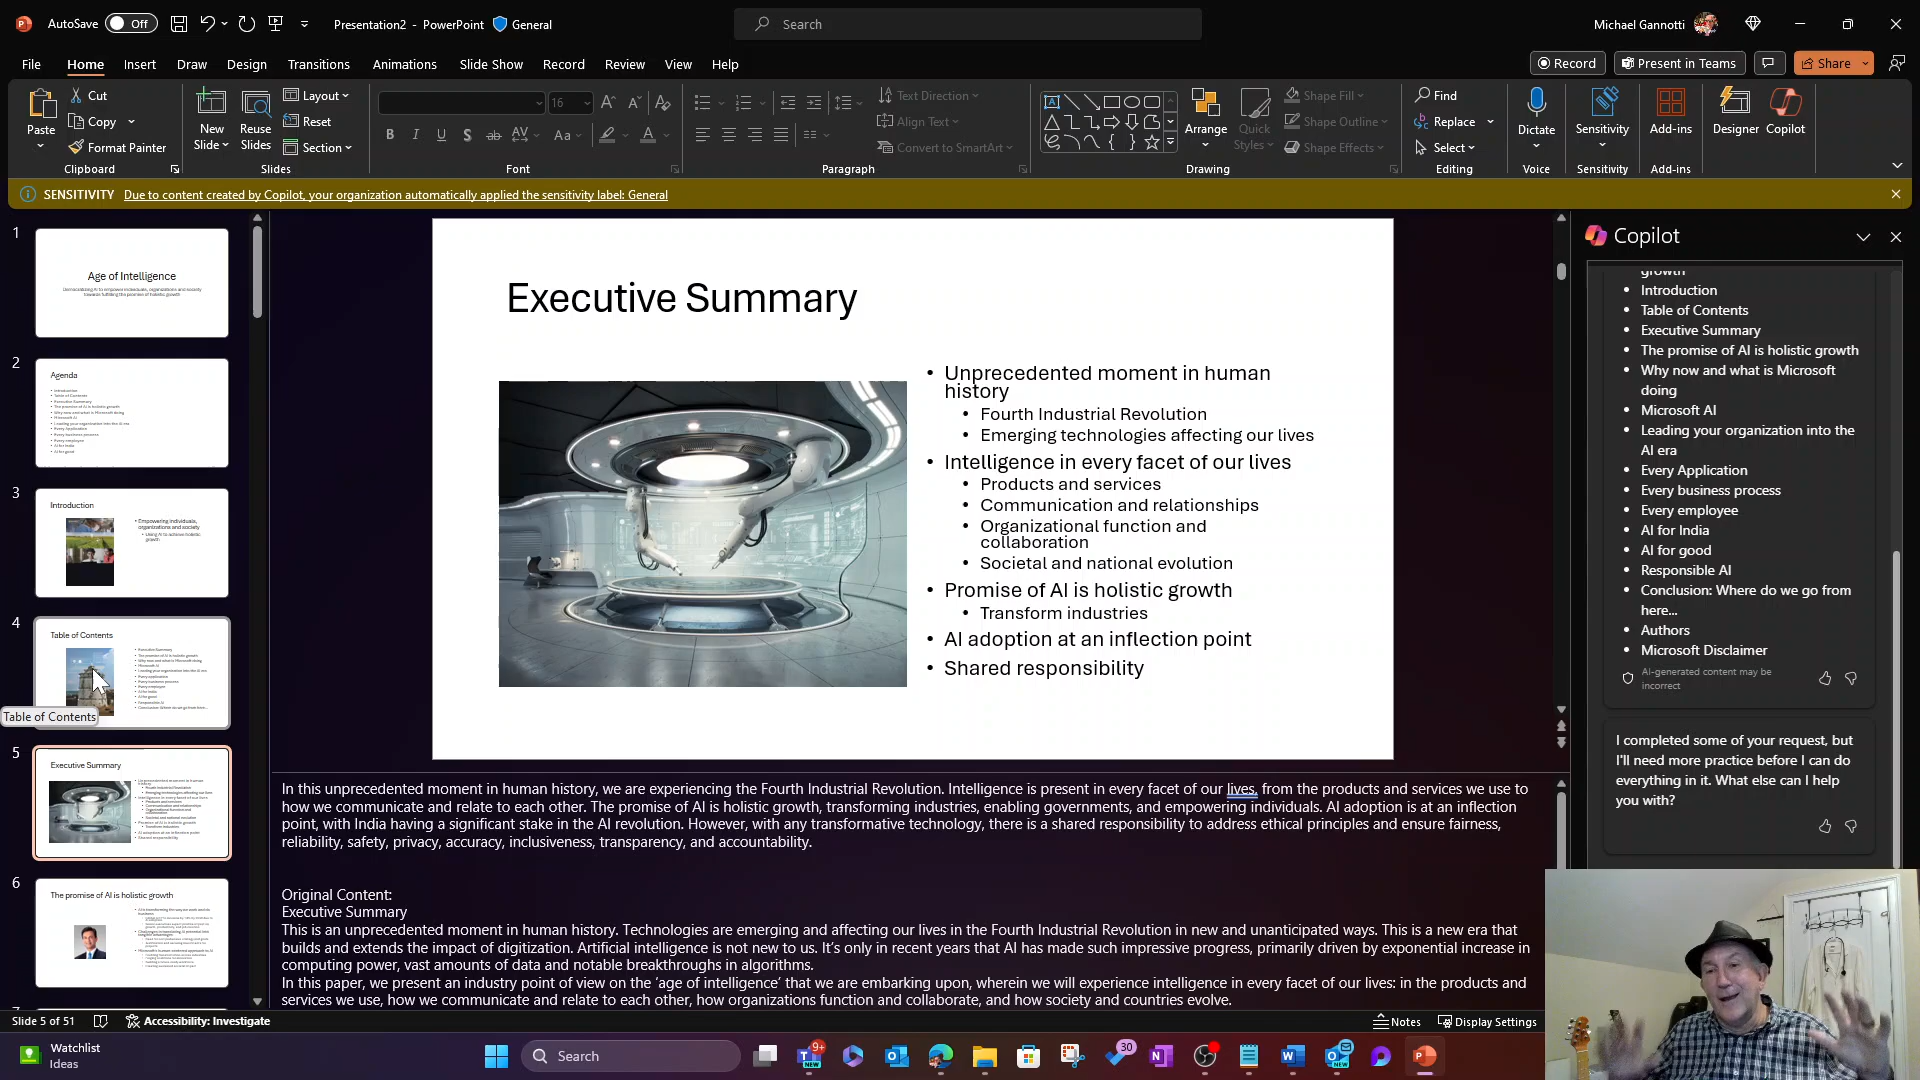 AutoSave Off
Presentation2 - PowerPoint General
Search
Michael Gannotti
File Home Insert Draw Design Transitions Animations Slide Show Record Review View Help
Record Present in Teams Share
Paste
Cut
Copy
Format Painter
Clipboard
New
Slide
Reuse
Slides
Layout
Reset
Section
Slides
16
Font
Text Direction
Align Text
Convert to SmartArt
Paragraph
Arrange
Quick
Styles
Shape Fill
Shape Outline
Shape Effects
Drawing
Find
Replace
Select
Editing
Dictate
Voice
Sensitivity
Sensitivity
Add-ins
Add-ins
Designer
Copilot
SENSITIVITY Due to content created by Copilot, your organization automatically applied the sensitivity label: General
1
Age of Intelligence
2
Agenda
3
Introduction
4
Table of Contents
Table of Contents
5
Executive Summary
6
The promise of AI is holistic growth
Executive Summary
• Unprecedented moment in human
history
• Fourth Industrial Revolution
• Emerging technologies affecting our lives
• Intelligence in every facet of our lives
• Products and services
• Communication and relationships
• Organizational function and
collaboration
• Societal and national evolution
• Promise of AI is holistic growth
• Transform industries
• AI adoption at an inflection point
• Shared responsibility
In this unprecedented moment in human history, we are experiencing the Fourth Industrial Revolution. Intelligence is present in every facet of our lives, from the products and services we use to
how we communicate and relate to each other. The promise of AI is holistic growth, transforming industries, enabling governments, and empowering individuals. AI adoption is at an inflection
point, with India having a significant stake in the AI revolution. However, with any transformative technology, there is a shared responsibility to address ethical principles and ensure fairness,
reliability, safety, privacy, accuracy, inclusiveness, transparency, and accountability.
Original Content:
Executive Summary
This is an unprecedented moment in human history. Technologies are emerging and affecting our lives in the Fourth Industrial Revolution in new and unanticipated ways. This is a new era that
builds and extends the impact of digitization. Artificial intelligence is not new to us. It's only in recent years that AI has made such impressive progress, primarily driven by exponential increase in
computing power, vast amounts of data and notable breakthroughs in algorithms.
In this paper, we present an industry point of view on the 'age of intelligence' that we are embarking upon, wherein we will experience intelligence in every facet of our lives: in the products and
services we use, how we communicate and relate to each other, how organizations function and collaborate, and how society and countries evolve.
Copilot
growth
• Introduction
• Table of Contents
• Executive Summary
• The promise of AI is holistic growth
• Why now and what is Microsoft
doing
• Microsoft AI
• Leading your organization into the
AI era
• Every Application
• Every business process
• Every employee
• AI for India
• AI for good
• Responsible AI
• Conclusion: Where do we go from
here...
• Authors
• Microsoft Disclaimer
AI-generated content may be
incorrect
I completed some of your request, but
I'll need more practice before I can do
everything in it. What else can I help
you with?
Slide 5 of 51 Accessibility: Investigate
Notes Display Settings
Watchlist
Ideas
Search
9+
NEW
30
NEW